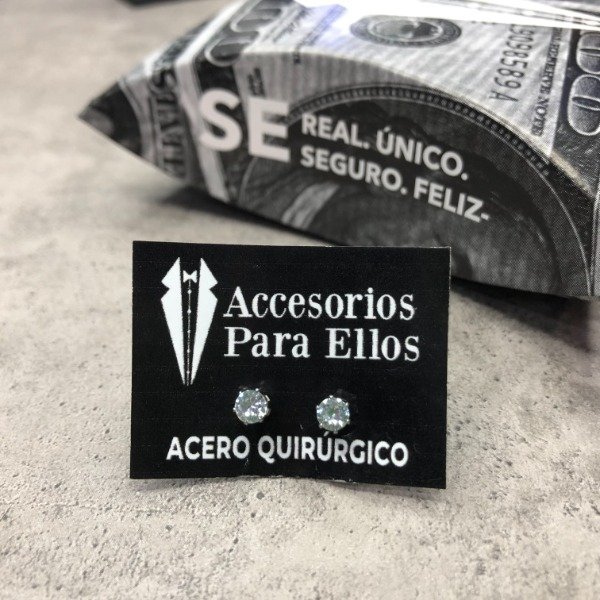 SE REAL. ÚNICO.
SEGURO. FELIZ-
Accesorios
Para Ellos
ACERO QUIRÚRGICO